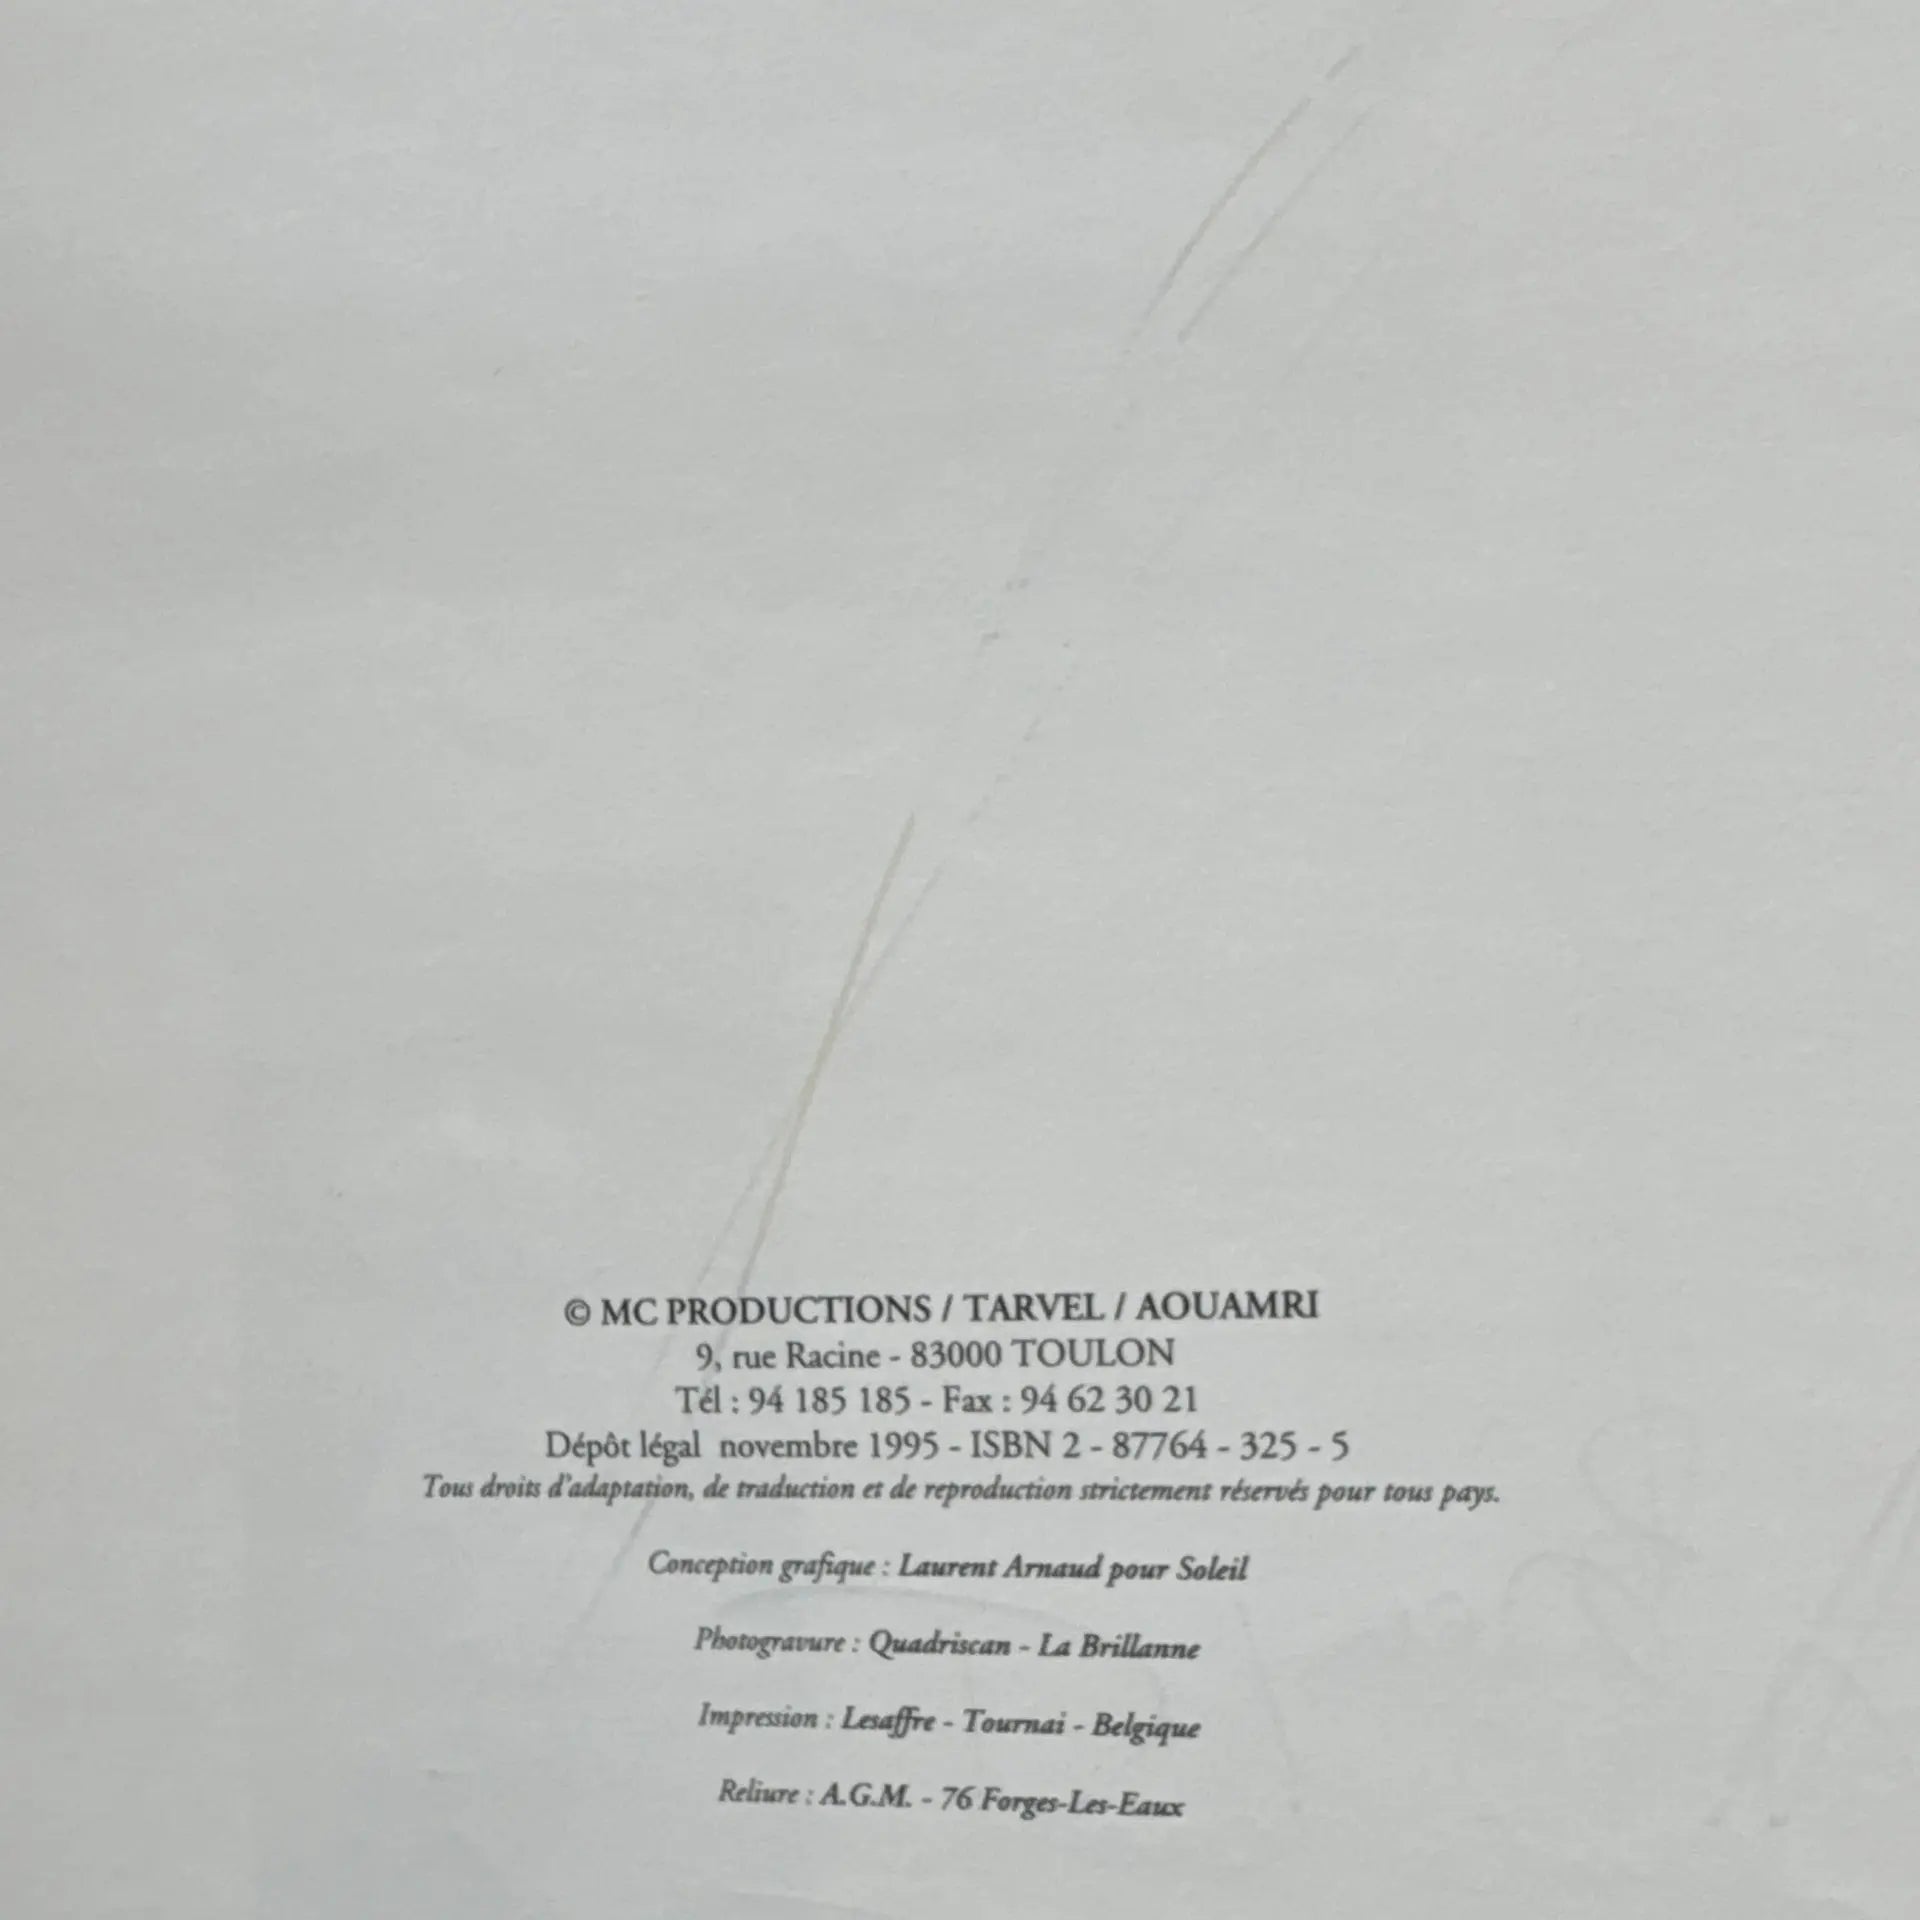 © MC PRODUCTIONS / TARVEL / AOUAMRI
9, rue Racine - 83000 TOULON
Tél : 94 185 185 - Fax : 94 62 30 21
Dépôt légal novembre 1995 - ISBN 2 - 87764 - 325 - 5
Tous droits d'adaptation, de traduction et de reproduction strictement réservés pour tous pays.
Conception grafique : Laurent Arnaud pour Soleil
Photogravure : Quadriscan - La Brillanne
Impression : Lesaffre - Tournai - Belgique
Reliure : A.G.M. - 76 Forges-Les-Eaux